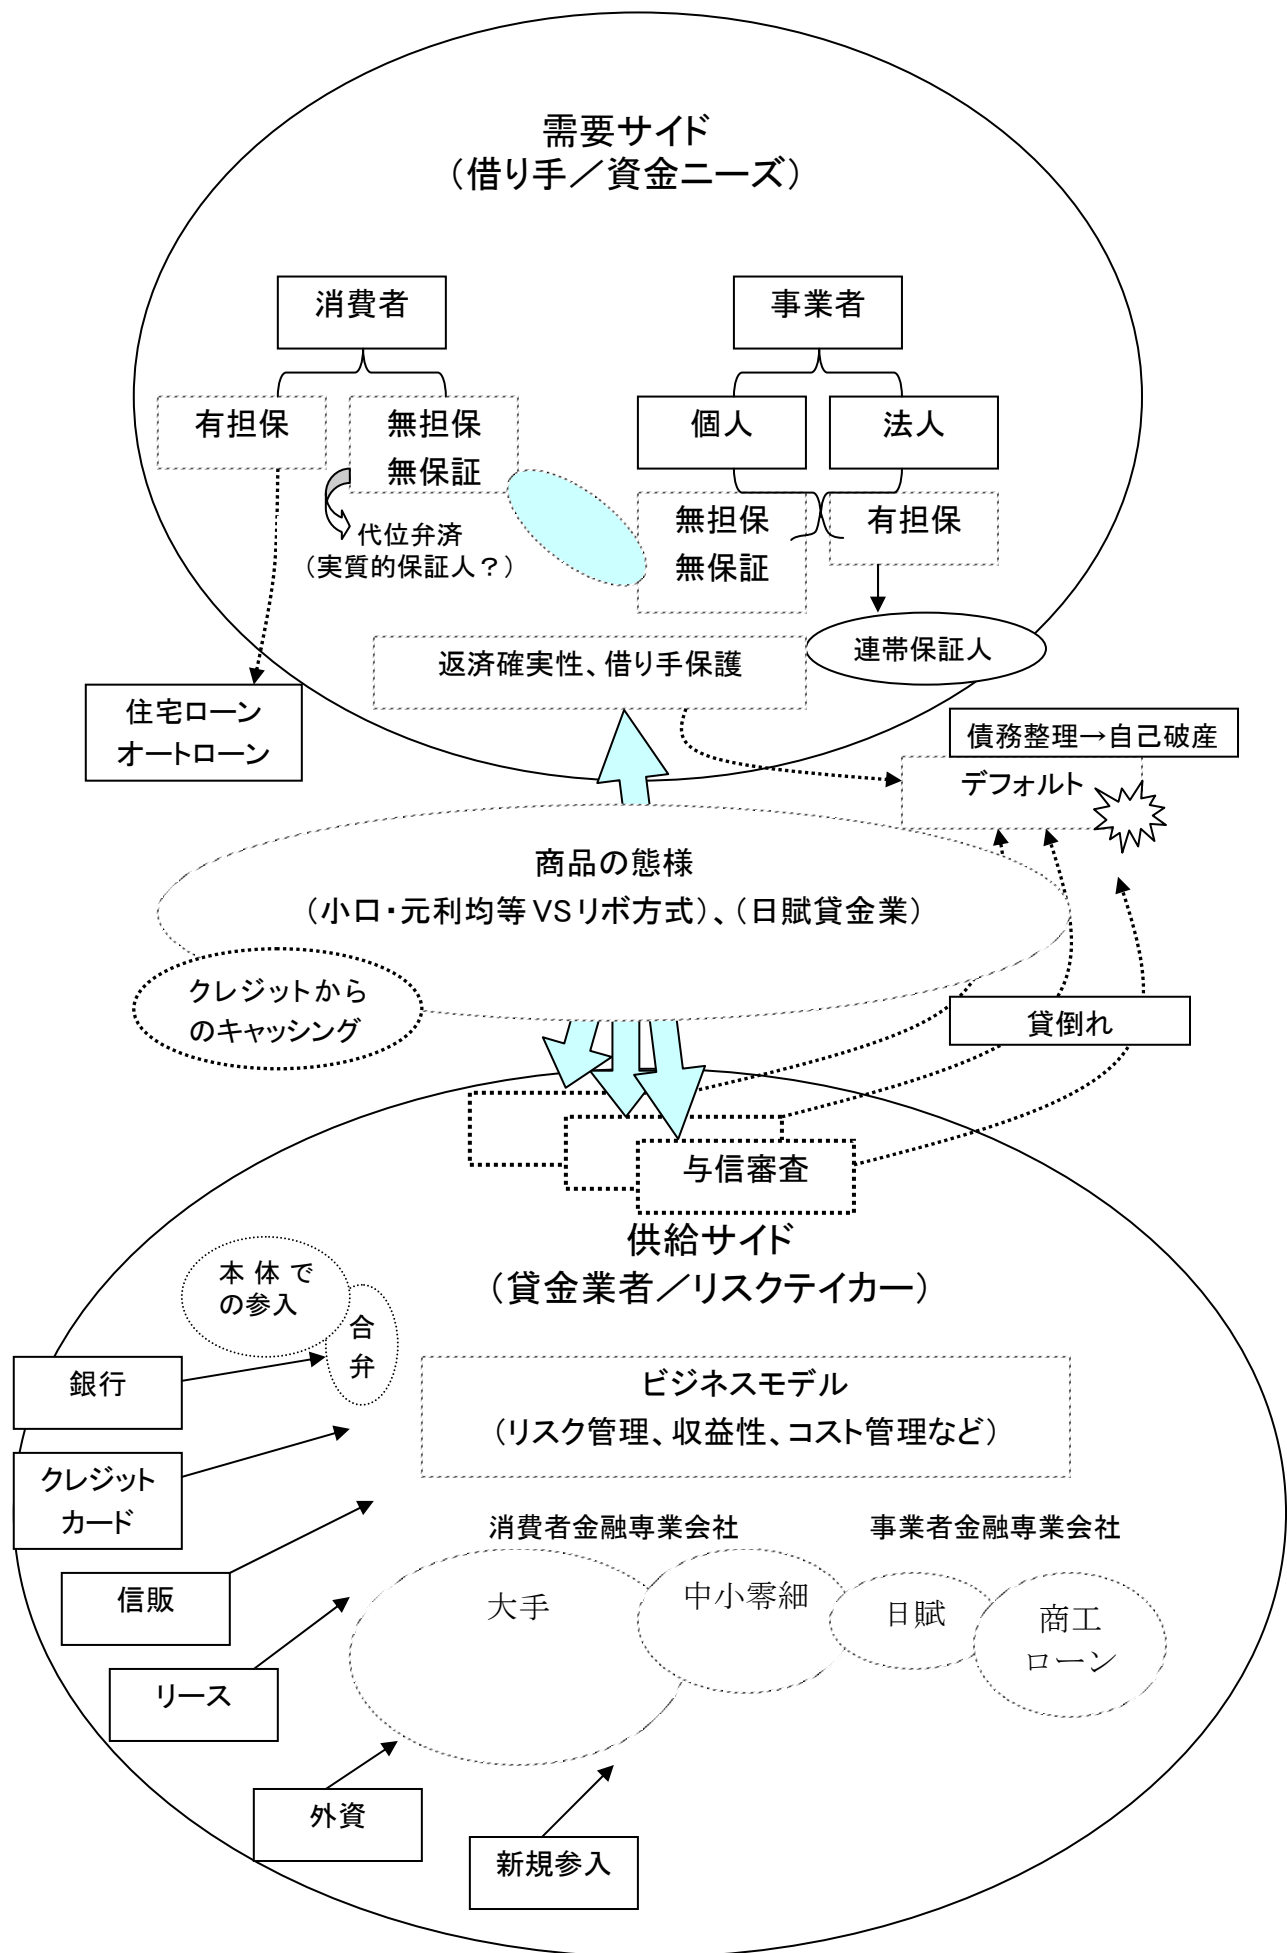 需要サイド
（借り手／資金ニーズ）
消費者
事業者
有担保
無担保
無保証
個人
法人
代位弁済
（実質的保証人？）
無担保
無保証
有担保
返済確実性、借り手保護
連帯保証人
住宅ローン
オートローン
債務整理→自己破産
デフォルト
商品の態様
（小口・元利均等VSリボ方式）、（日賦貸金業）
クレジットから
のキャッシング
貸倒れ
与信審査
供給サイド
（貸金業者／リスクテイカー）
本体で
の参入
合
弁
銀行
ビジネスモデル
（リスク管理、収益性、コスト管理など）
クレジット
カード
消費者金融専業会社
事業者金融専業会社
信販
大手
中小零細
日賦
商工
ローン
リース
外資
新規参入